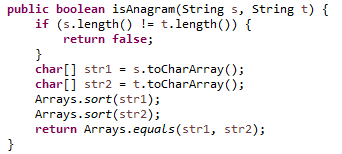 public boolean isAnagram(String s, String t) {
    if (s.length() != t.length()) {
        return false;
    }
    char[] str1 = s.toCharArray();
    char[] str2 = t.toCharArray();
    Arrays.sort(str1);
    Arrays.sort(str2);
    return Arrays.equals(str1, str2);
}